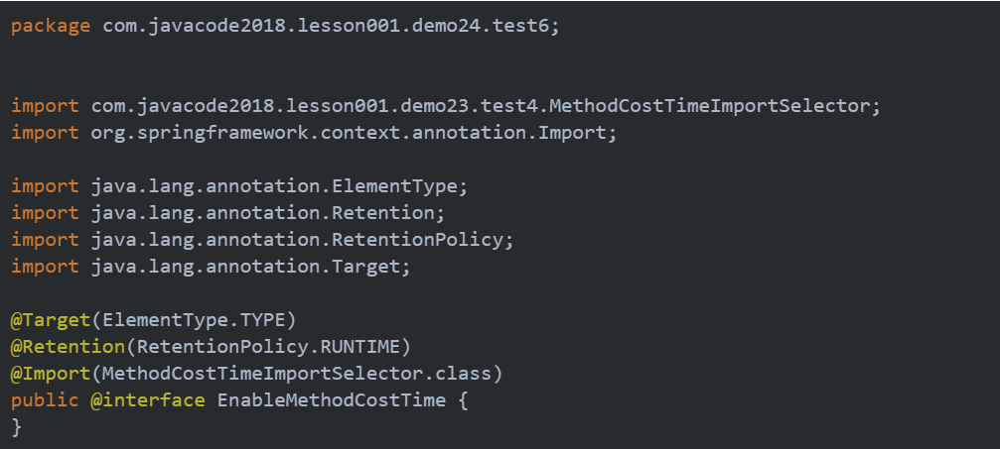 package com.javacode2018.lesson001.demo24.test6;
import com.javacode2018.lesson001.demo23.test4.MethodCostTimeImportSelector;
import org.springframework.context.annotation.Import;
import java.lang.annotation.ElementType;
import java.lang.annotation.Retention;
import java.lang.annotation.RetentionPolicy;
import java.lang.annotation.Target;
@Target(ElementType.TYPE)
@Retention(RetentionPolicy.RUNTIME)
@Import(MethodCostTimeImportSelector.class)
public @interface EnableMethodCostTime {
}